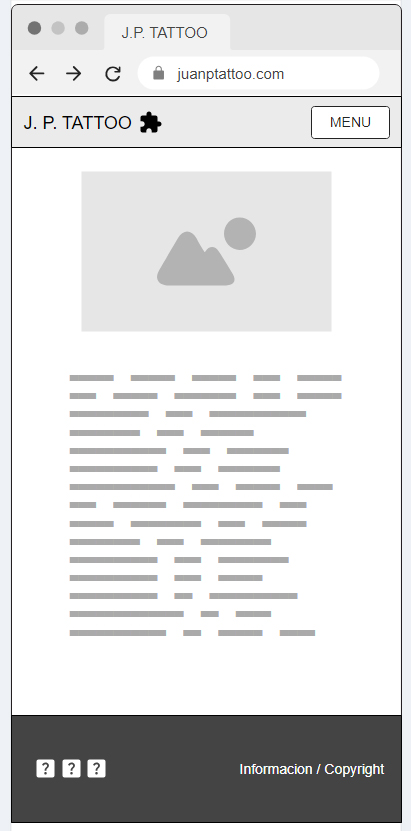 J.P. TATTOO
juanptattoo.com
J. P. TATTOO
MENU
? ? ?
Informacion / Copyright